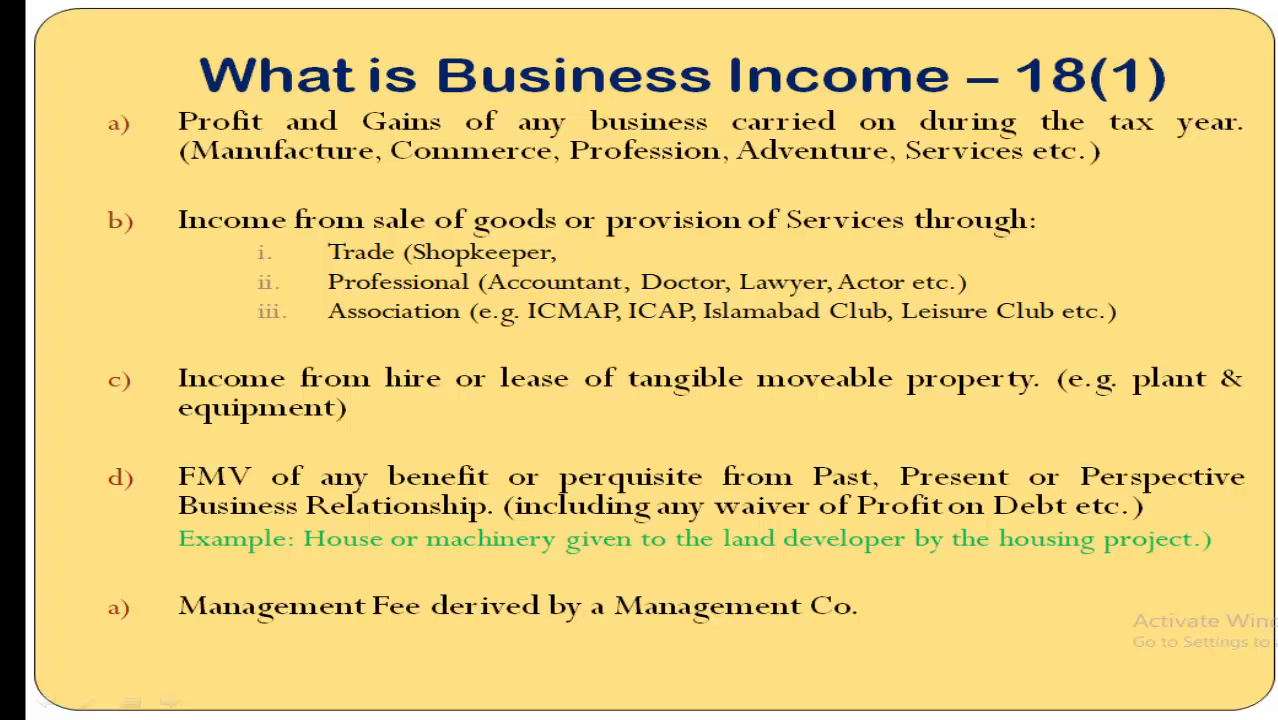 What is Business Income – 18(1)
a) Profit and Gains of any business carried on during the tax year.
(Manufacture, Commerce, Profession, Adventure, Services etc.)
b) Income from sale of goods or provision of Services through:
i. Trade (Shopkeeper,
ii. Professional (Accountant, Doctor, Lawyer, Actor etc.)
iii. Association (e.g. ICMAP, ICAP, Islamabad Club, Leisure Club etc.)
c) Income from hire or lease of tangible moveable property. (e.g. plant &
equipment)
d) FMV of any benefit or perquisite from Past, Present or Perspective
Business Relationship. (including any waiver of Profit on Debt etc.)
Example: House or machinery given to the land developer by the housing project.)
a) Management Fee derived by a Management Co.
Activate Win
Go to Settings to